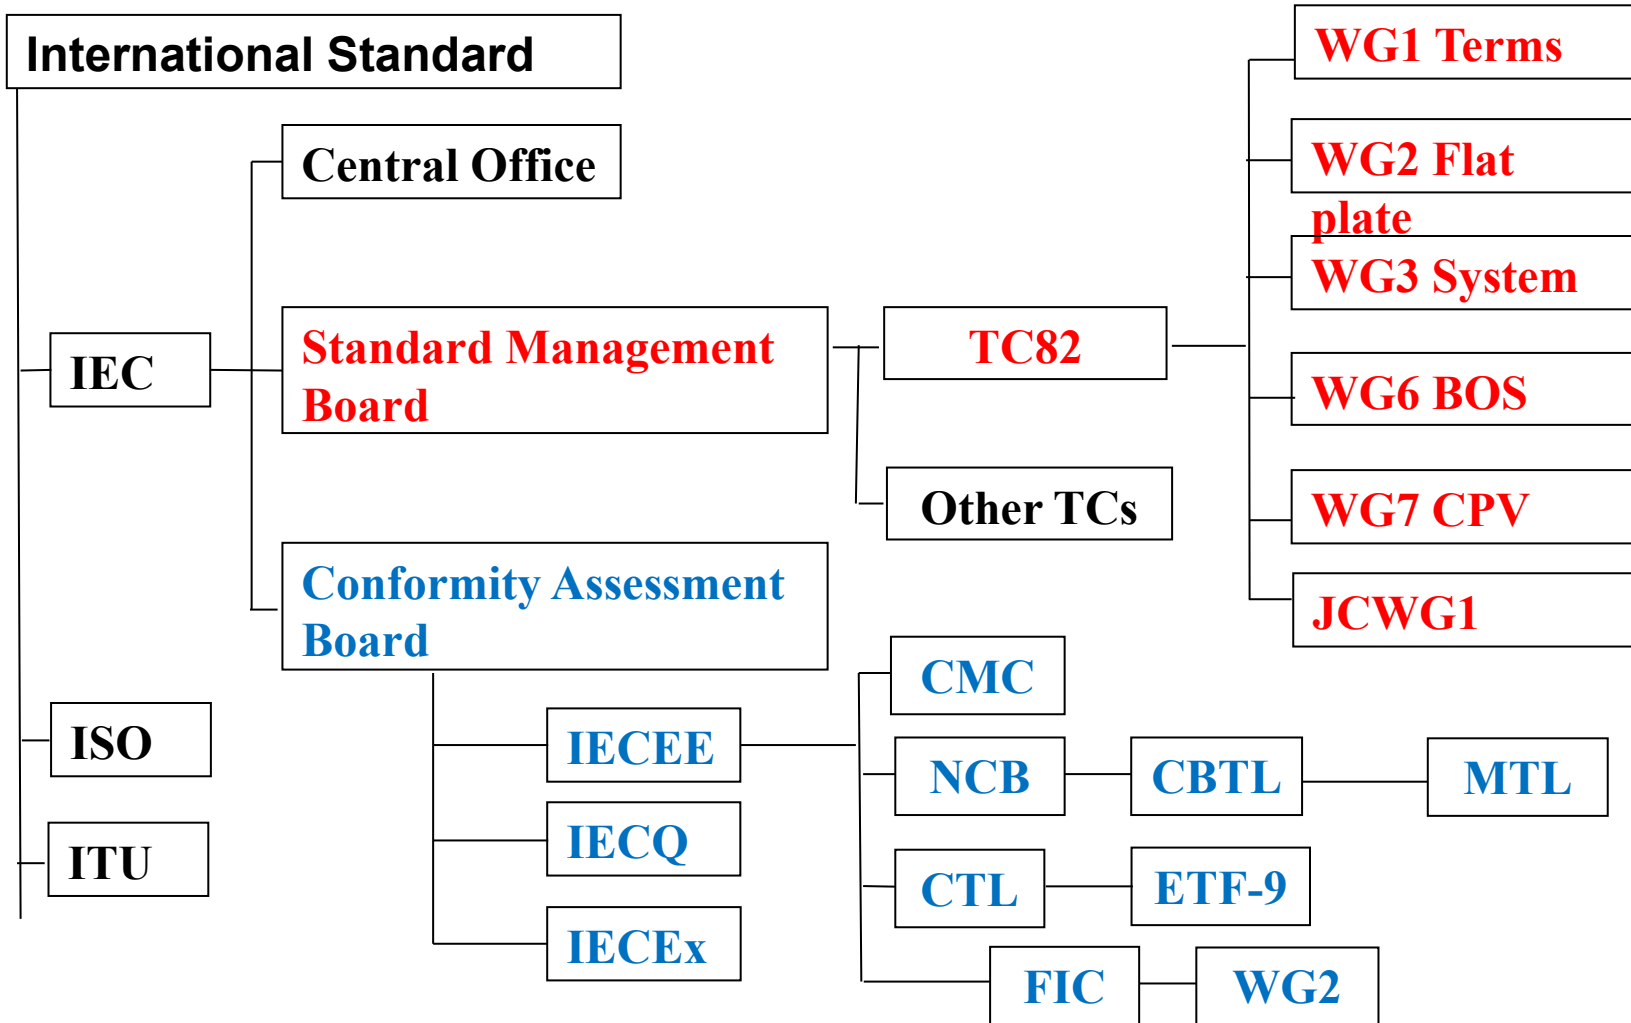 International Standard
IEC
ISO
ITU
Central Office
Standard Management
Board
Conformity Assessment
Board
TC82
Other TCs
WG1 Terms
WG2 Flat
plate
WG3 System
WG6 BOS
WG7 CPV
JCWG1
IECEE
IECQ
IECEx
CMC
NCB
CBTL
MTL
CTL
ETF-9
FIC
WG2